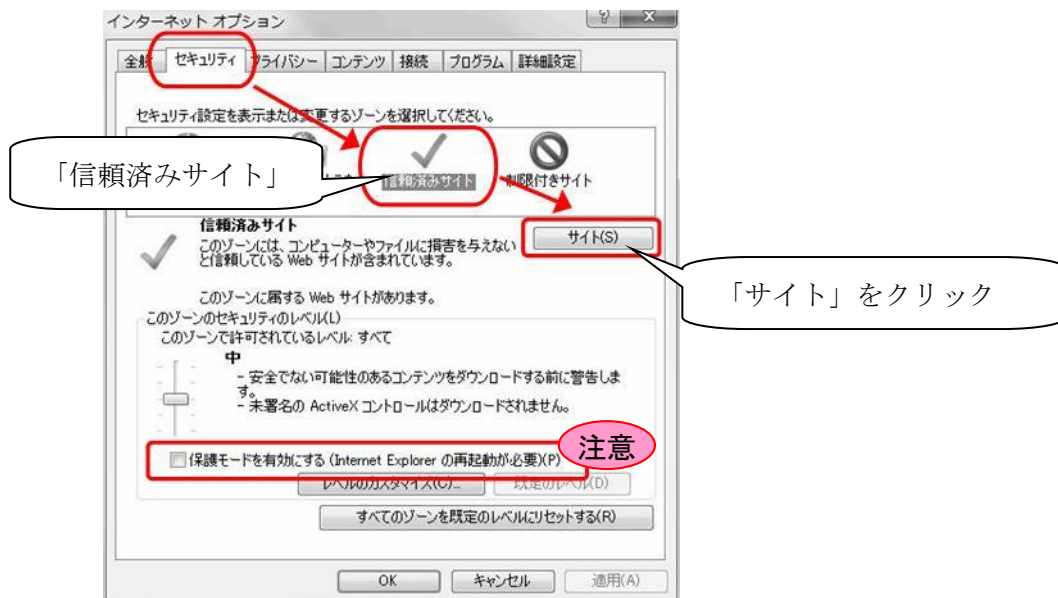 インターネット オプション
全般 セキュリティ プライバシー コンテンツ 接続 プログラム 詳細設定
セキュリティ設定を表示または変更するゾーンを選択してください。
「信頼済みサイト」
信頼済みサイト 制限付きサイト
信頼済みサイト
サイト(S)
このゾーンには、コンピューターやファイルに損害を与えない
と信頼している Web サイトが含まれています。
「サイト」をクリック
このゾーンに属する Web サイトがあります。
このゾーンのセキュリティのレベル(L)
このゾーンで許可されているレベル: すべて
中
- 安全でない可能性のあるコンテンツをダウンロードする前に警告しま
す。
- 未署名の ActiveX コントロールはダウンロードされません。
注意
保護モードを有効にする (Internet Explorer の再起動が必要)(P)
レベルのカスタマイズ(C)... 既定のレベル(D)
すべてのゾーンを既定のレベルにリセットする(R)
OK キャンセル 適用(A)